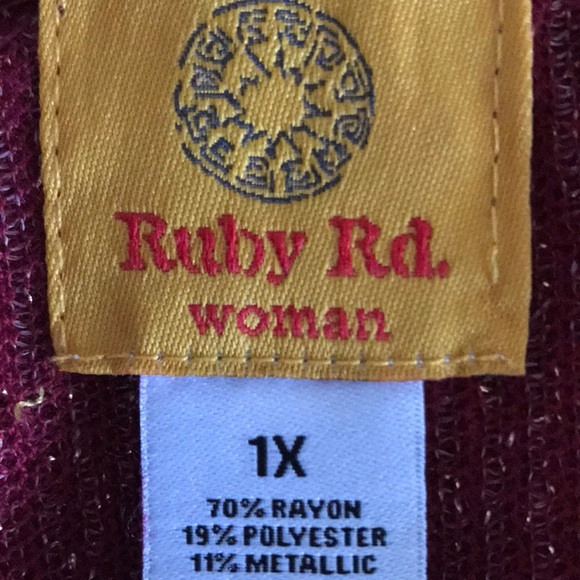 Ruby Rd.
woman
1X
70% RAYON
19% POLYESTER
11% METALLIC